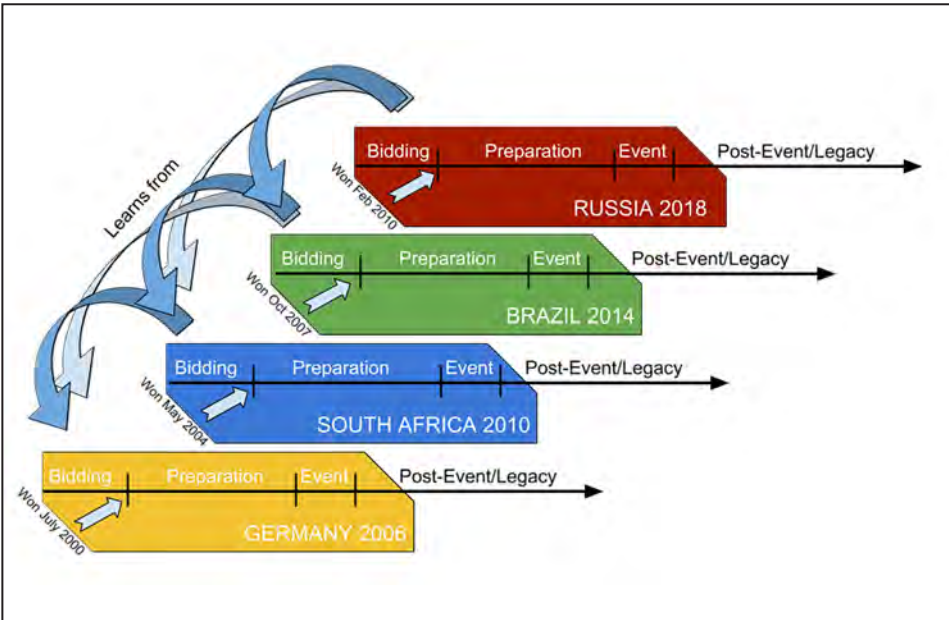 Learns from
Bidding
Preparation
Event
Post-Event/Legacy
Won Feb 2010
RUSSIA 2018
Bidding
Preparation
Event
Post-Event/Legacy
Won Oct 2007
BRAZIL 2014
Bidding
Preparation
Event
Post-Event/Legacy
Won May 2004
SOUTH AFRICA 2010
Bidding
Preparation
Event
Post-Event/Legacy
Won July 2000
GERMANY 2006